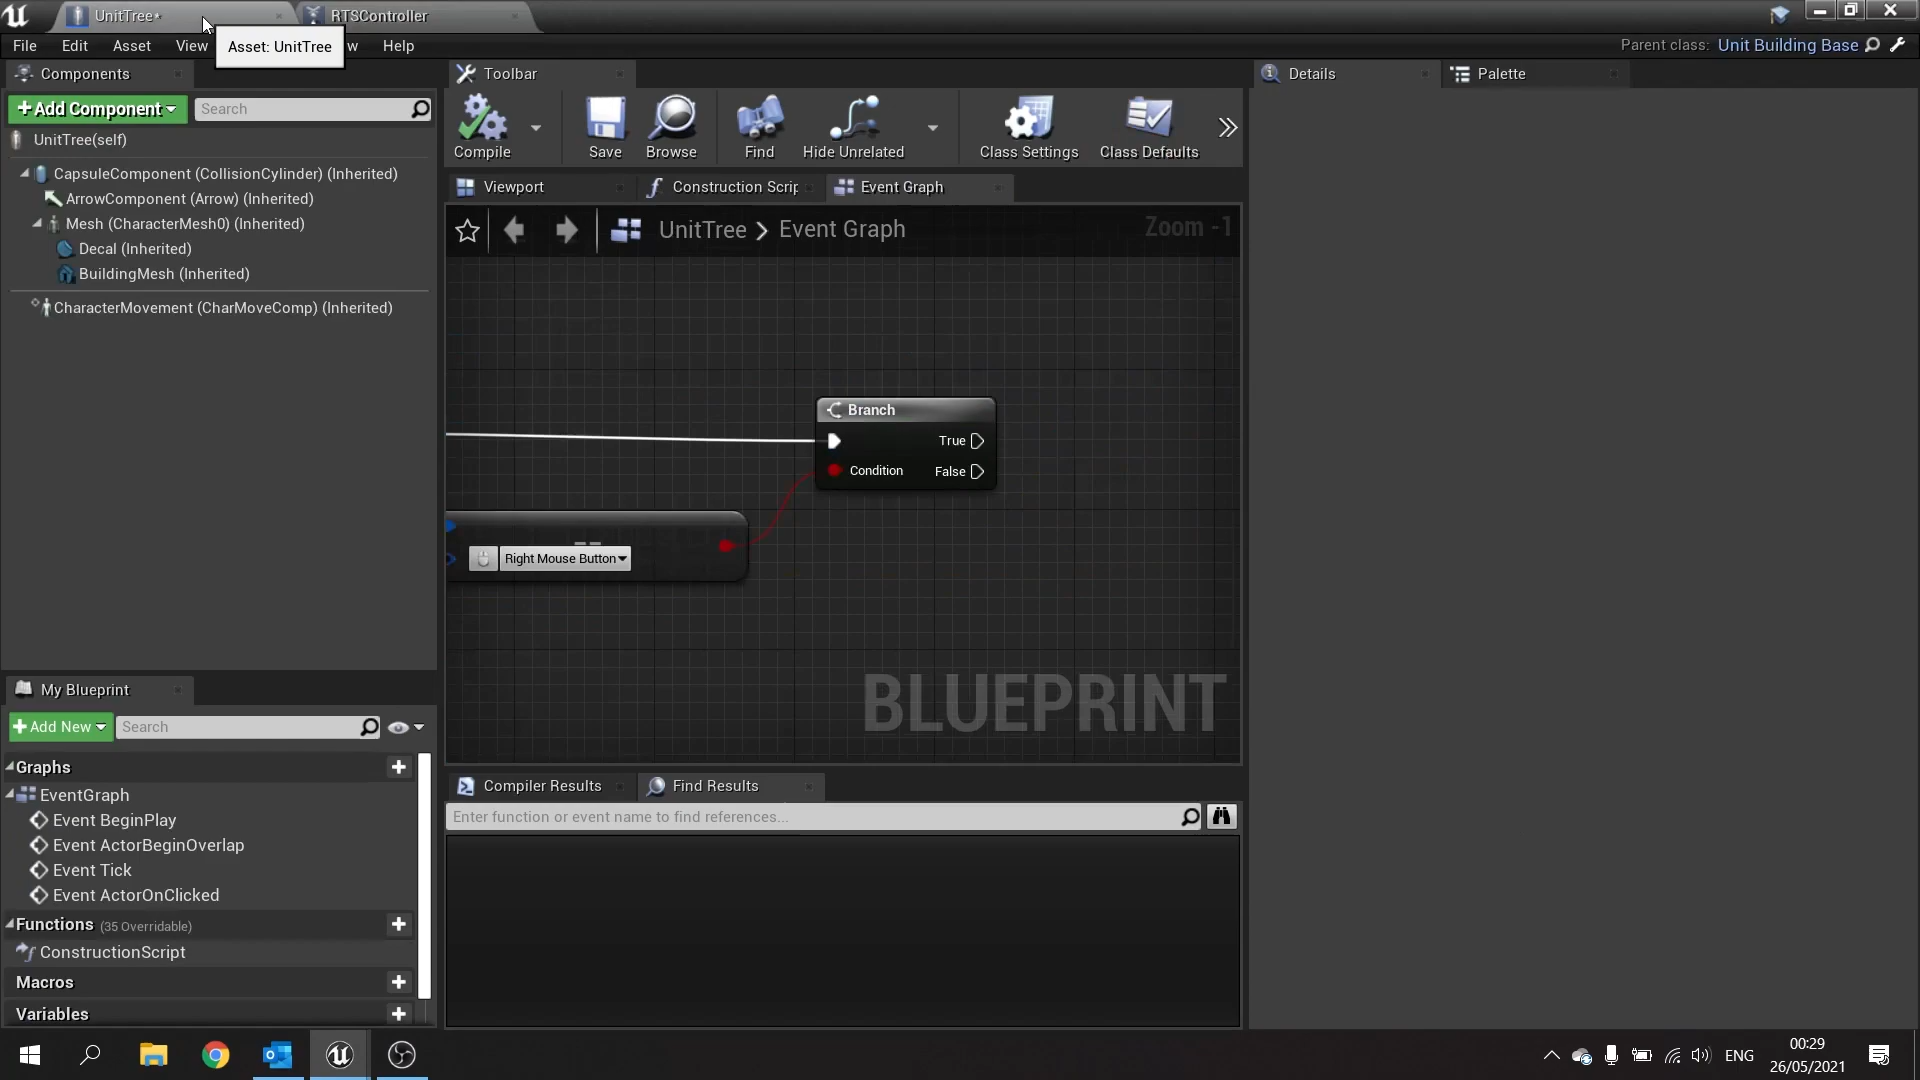 UnitTree*
RTSController
File
Edit
Asset
View
w
Help
Asset: UnitTree
Parent class: Unit Building Base
Components
Toolbar
Details
Palette
+Add Component
Search
Compile
Save
Browse
Find
Hide Unrelated
Class Settings
Class Defaults
UnitTree(self)
CapsuleComponent (CollisionCylinder) (Inherited)
ArrowComponent (Arrow) (Inherited)
Mesh (CharacterMesh0) (Inherited)
Decal (Inherited)
BuildingMesh (Inherited)
CharacterMovement (CharMoveComp) (Inherited)
Viewport
Construction Scrip
Event Graph
UnitTree > Event Graph
Zoom -1
Branch
True
Condition
False
==
Right Mouse Button
BLUEPRINT
My Blueprint
+Add New
Search
Graphs
EventGraph
Event BeginPlay
Event ActorBeginOverlap
Event Tick
Event ActorOnClicked
Functions (35 Overridable)
ConstructionScript
Macros
Variables
Compiler Results
Find Results
Enter function or event name to find references...
ENG
00:29
26/05/2021